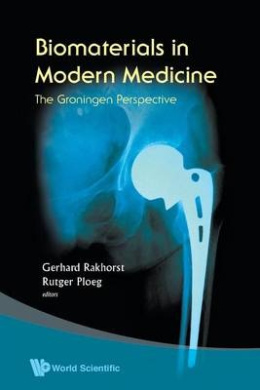 Biomaterials in
Modern Medicine
The Groningen Perspective
Gerhard Rakhorst
Rutger Ploeg
editors
World Scientific